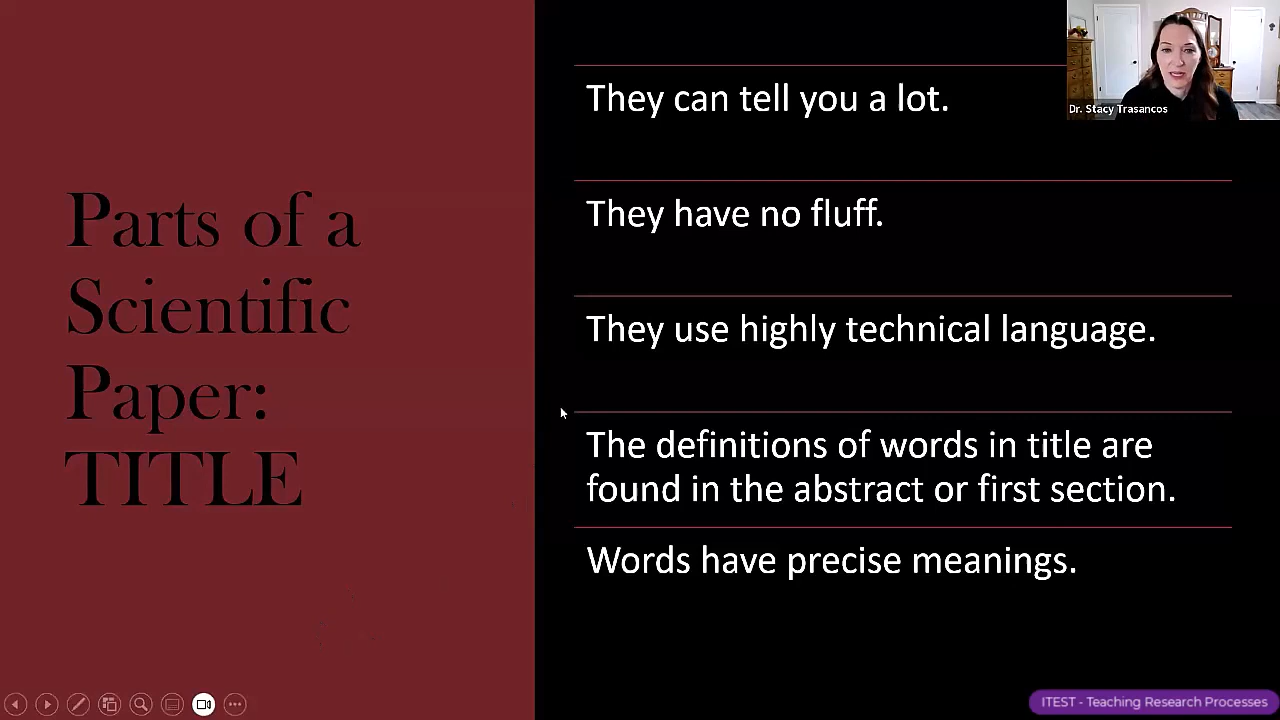 Parts of a
Scientific
Paper:
TITLE
They can tell you a lot.
They have no fluff.
They use highly technical language.
The definitions of words in title are
found in the abstract or first section.
Words have precise meanings.
Dr. Stacy Trasancos
ITEST - Teaching Research Processes